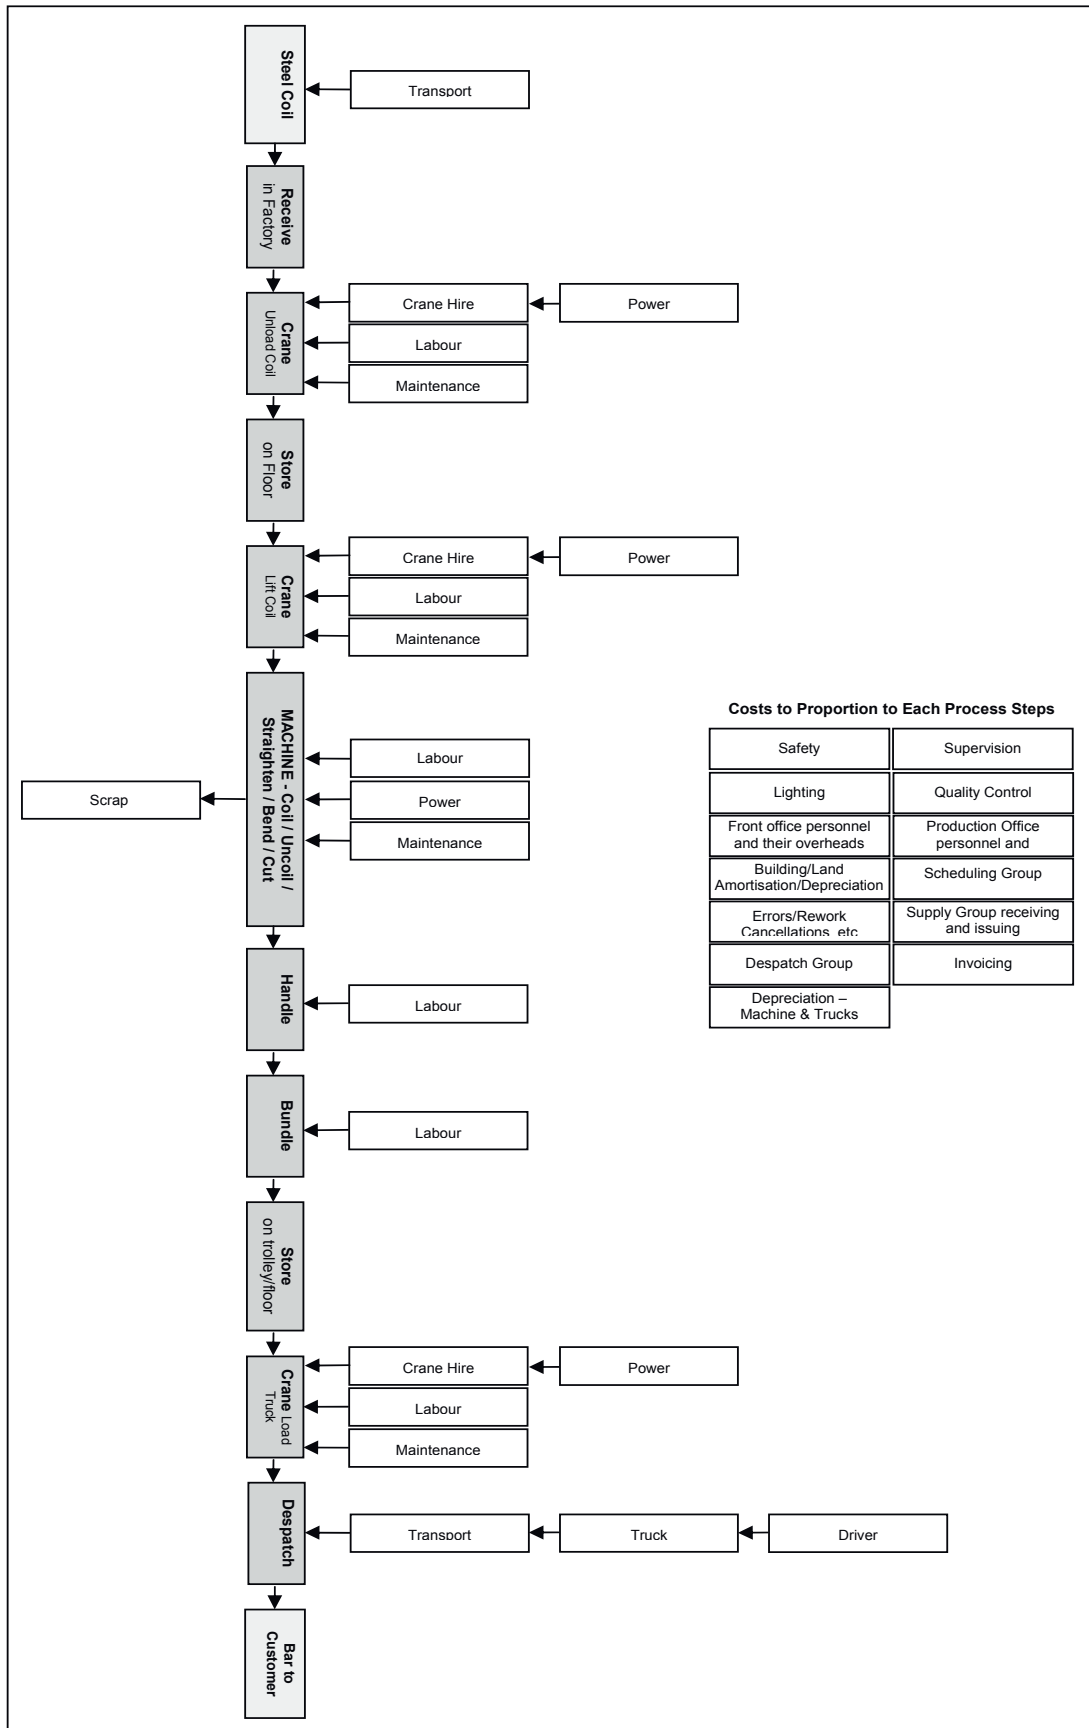 Steel Coil
Transport
Receive
in Factory
Crane
Unload Coil
Crane Hire
Power
Labour
Maintenance
Store
on Floor
Crane
Lift Coil
Crane Hire
Power
Labour
Maintenance
MACHINE - Coil / Uncoil /
Straighten / Bend / Cut
Labour
Power
Maintenance
Scrap
Handle
Labour
Bundle
Labour
Store
on trolley/floor
Crane Load
Truck
Crane Hire
Power
Labour
Maintenance
Despatch
Transport
Truck
Driver
Bar to
Customer
Costs to Proportion to Each Process Steps
Safety
Supervision
Lighting
Quality Control
Front office personnel
and their overheads
Production Office
personnel and
Building/Land
Amortisation/Depreciation
Scheduling Group
Errors/Rework
Cancellations, etc
Supply Group receiving
and issuing
Despatch Group
Invoicing
Depreciation –
Machine & Trucks